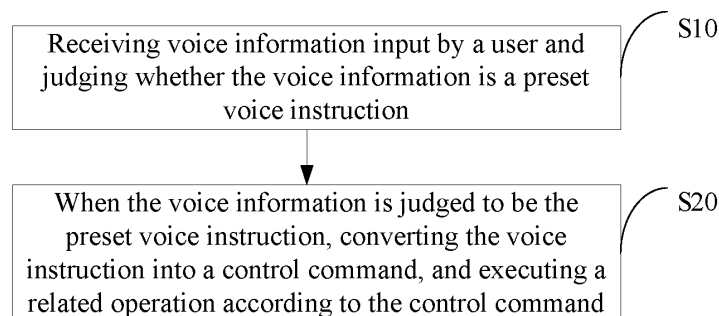 Receiving voice information input by a user and
judging whether the voice information is a preset
voice instruction
S10
When the voice information is judged to be the
preset voice instruction, converting the voice
instruction into a control command, and executing a
related operation according to the control command
S20